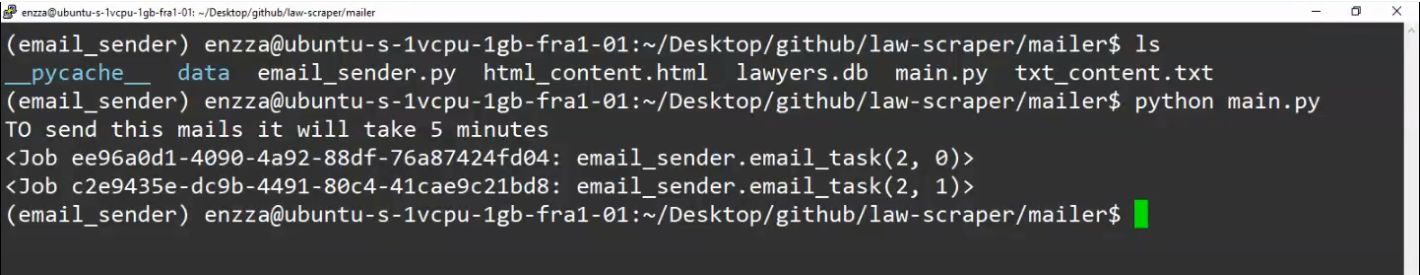 enzza@ubuntu-s-1vcpu-1gb-fra1-01: ~/Desktop/github/law-scraper/mailer
(email_sender) enzza@ubuntu-s-1vcpu-1gb-fra1-01:~/Desktop/github/law-scraper/mailer$ ls
__pycache__  data  email_sender.py  html_content.html  lawyers.db  main.py  txt_content.txt
(email_sender) enzza@ubuntu-s-1vcpu-1gb-fra1-01:~/Desktop/github/law-scraper/mailer$ python main.py
TO send this mails it will take 5 minutes
<Job ee96a0d1-4090-4a92-88df-76a87424fd04: email_sender.email_task(2, 0)>
<Job c2e9435e-dc9b-4491-80c4-41cae9c21bd8: email_sender.email_task(2, 1)>
(email_sender) enzza@ubuntu-s-1vcpu-1gb-fra1-01:~/Desktop/github/law-scraper/mailer$